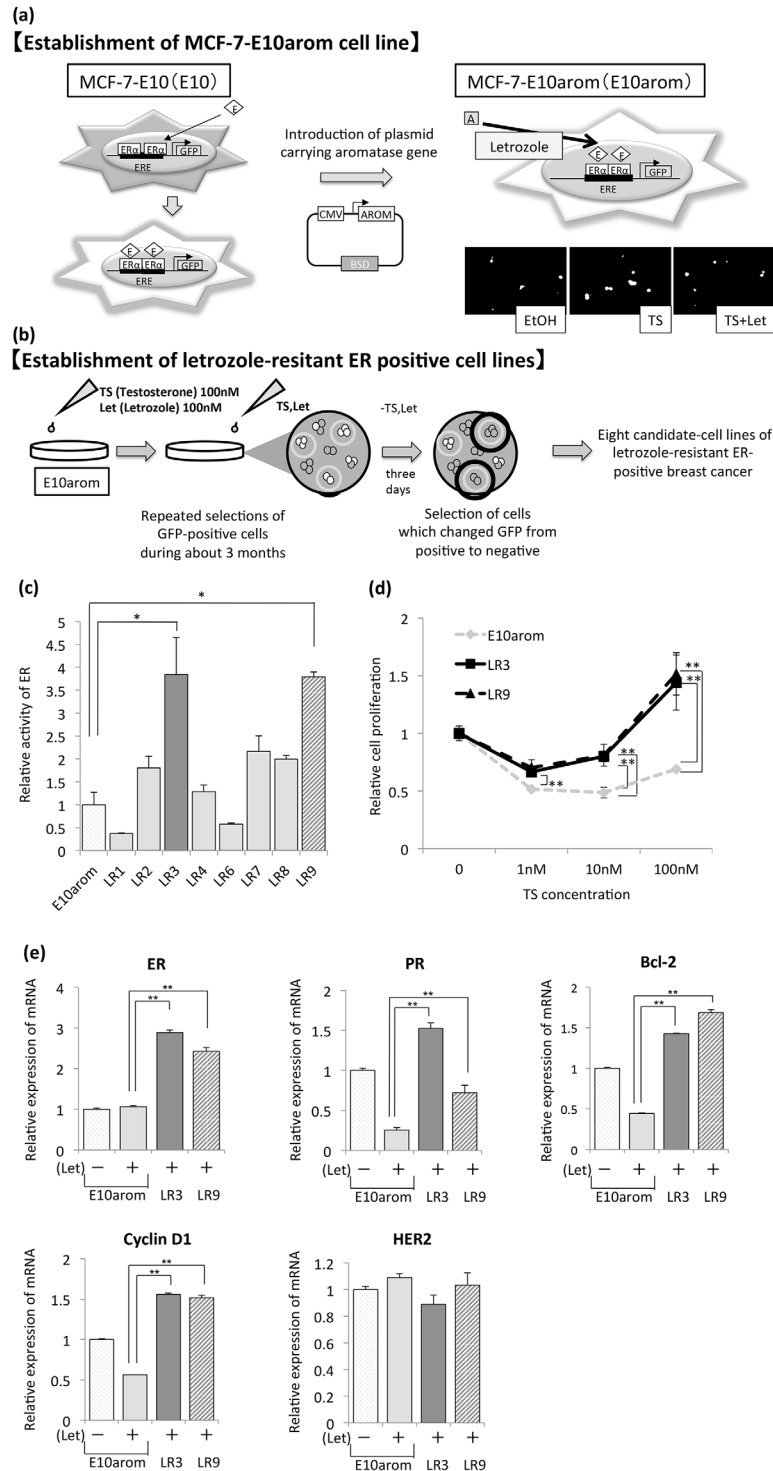 (a)
【Establishment of MCF-7-E10arom cell line】
MCF-7-E10(E10)
E
ERα ERα GFP
ERE
E E
ERα ERα GFP
ERE
Introduction of plasmid
carrying aromatase gene
CMV AROM
BSD
MCF-7-E10arom(E10arom)
A
Letrozole
E E
ERα ERα GFP
ERE
EtOH TS TS+Let
(b)
【Establishment of letrozole-resitant ER positive cell lines】
TS (Testosterone) 100nM
Let (Letrozole) 100nM
E10arom
TS,Let
Repeated selections of
GFP-positive cells
during about 3 months
-TS,Let
three
days
Selection of cells
which changed GFP from
positive to negative
Eight candidate-cell lines of
letrozole-resistant ER-
positive breast cancer
(c)
Relative activity of ER
5
4.5
4
3.5
3
2.5
2
1.5
1
0.5
0
*
*
E10arom LR1 LR2 LR3 LR4 LR6 LR7 LR8 LR9
(d)
Relative cell proliferation
2
1.5
1
0.5
0
E10arom
LR3
LR9
**
**
**
**
**
0 1nM 10nM 100nM
TS concentration
(e)
ER
Relative expression of mRNA
4
3
2
1
0
**
**
(Let) − + + +
E10arom LR3 LR9
PR
Relative expression of mRNA
2
1.5
1
0.5
0
**
**
(Let) − + + +
E10arom LR3 LR9
Bcl-2
Relative expression of mRNA
2
1.5
1
0.5
0
**
**
(Let) − + + +
E10arom LR3 LR9
Cyclin D1
Relative expression of mRNA
2
1.5
1
0.5
0
**
**
(Let) − + + +
E10arom LR3 LR9
HER2
Relative expression of mRNA
1.4
1.2
1
0.8
0.6
0.4
0.2
0
(Let) − + + +
E10arom LR3 LR9